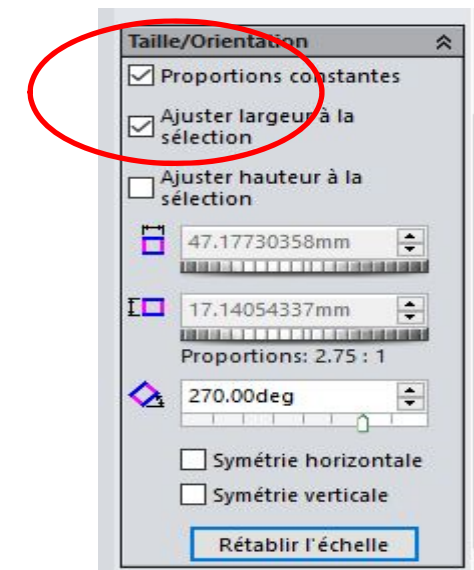 Taille/Orientation
Proportions constantes
Ajuster largeur à la
sélection
Ajuster hauteur à la
sélection
47.17730358mm
17.14054337mm
Proportions: 2.75 : 1
270.00deg
Symétrie horizontale
Symétrie verticale
Rétablir l'échelle